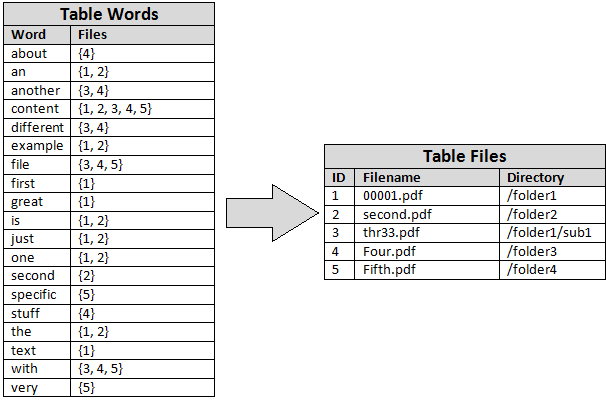 Table Words
Word Files
about {4}
an {1, 2}
another {3, 4}
content {1, 2, 3, 4, 5}
different {3, 4}
example {1, 2}
file {3, 4, 5}
first {1}
great {1}
is {1, 2}
just {1, 2}
one {1, 2}
second {2}
specific {5}
stuff {4}
the {1, 2}
text {1}
with {3, 4, 5}
very {5}
Table Files
ID Filename Directory
1 00001.pdf /folder1
2 second.pdf /folder2
3 thr33.pdf /folder1/sub1
4 Four.pdf /folder3
5 Fifth.pdf /folder4